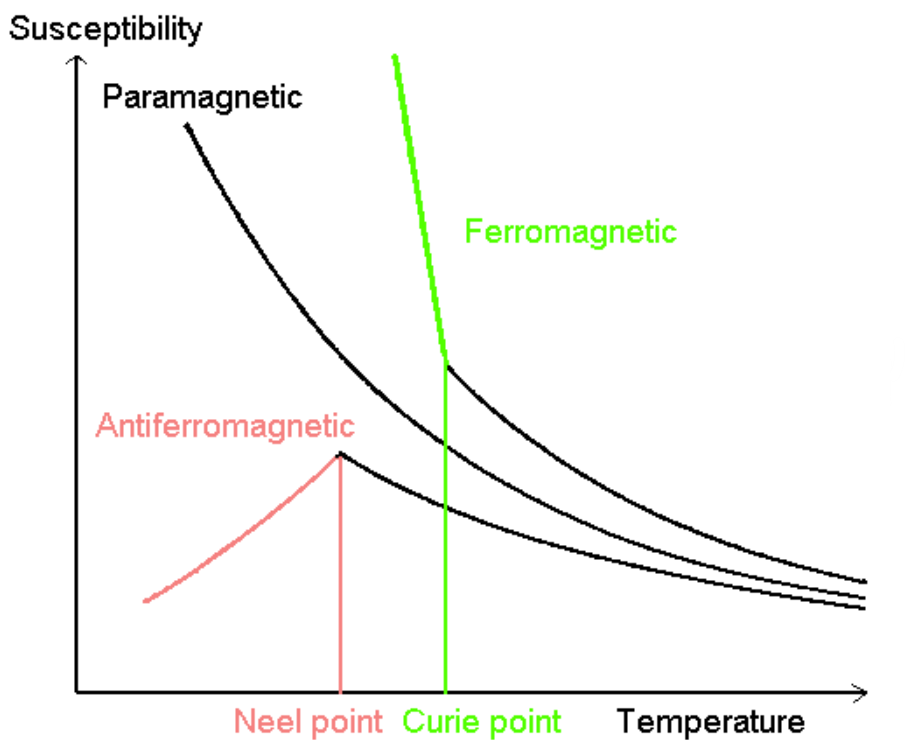 Susceptibility
Paramagnetic
Ferromagnetic
Antiferromagnetic
Neel point Curie point Temperature